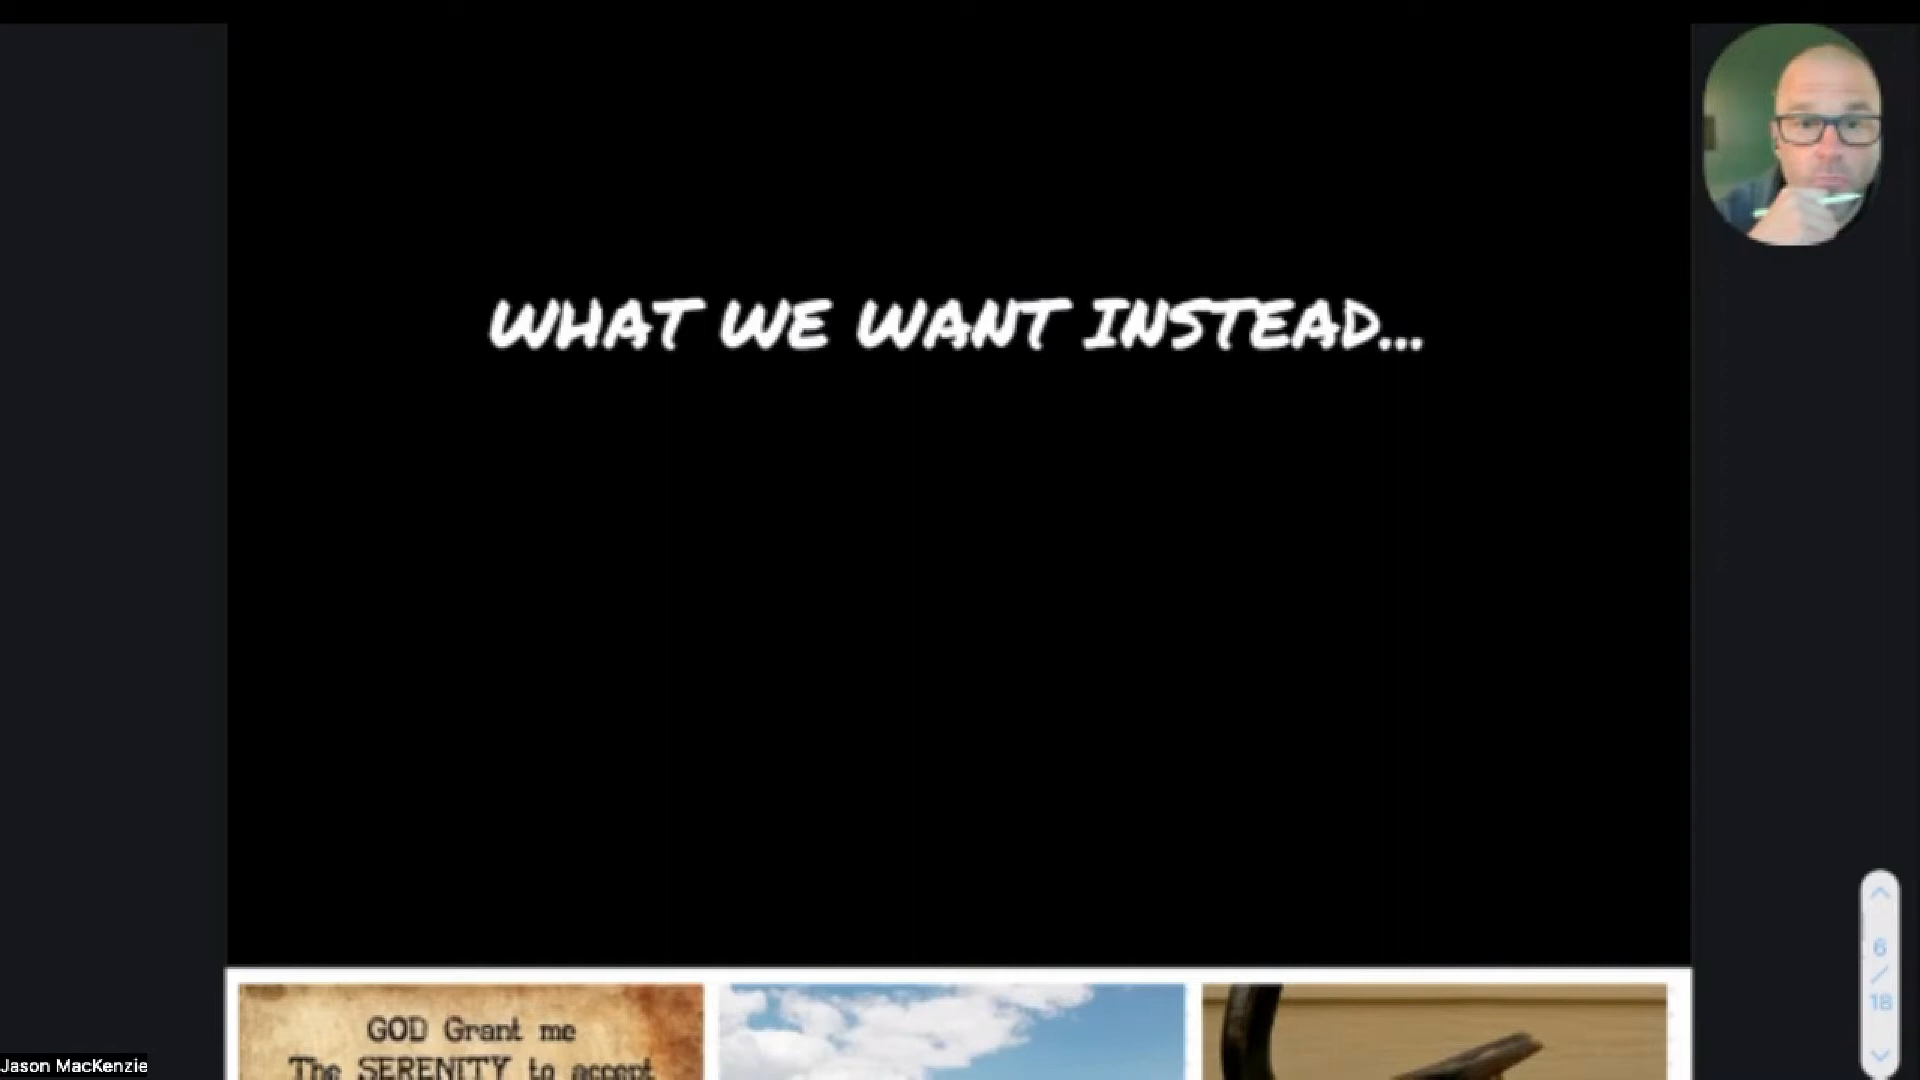 WHAT WE WANT INSTEAD...
6
/
18
GOD Grant me
The SERENITY to accept
Jason MacKenzie